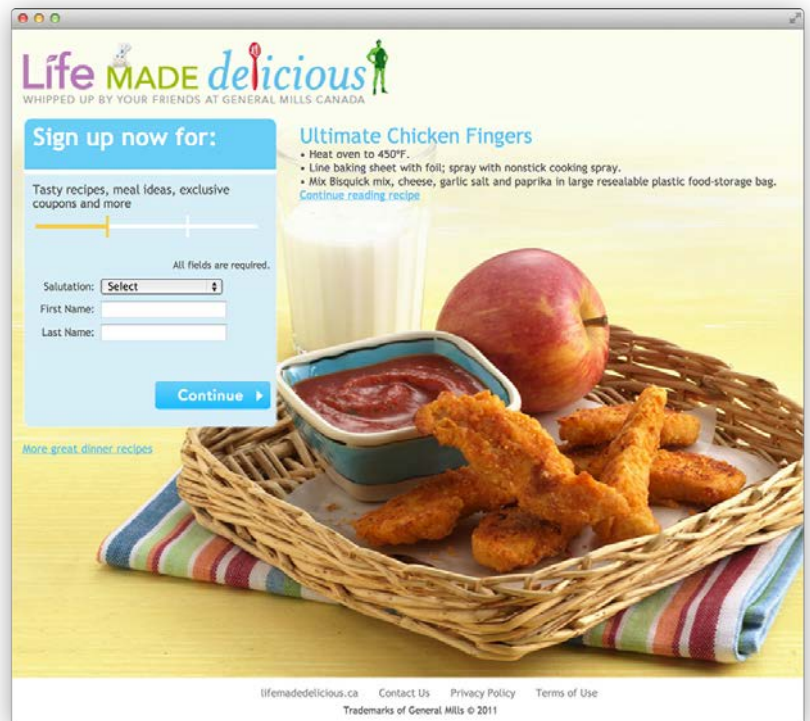 Life MADE delicious
WHIPPED UP BY YOUR FRIENDS AT GENERAL MILLS CANADA
Sign up now for:
Tasty recipes, meal ideas, exclusive
coupons and more
All fields are required.
Salutation: Select
First Name:
Last Name:
Continue
More great dinner recipes
Ultimate Chicken Fingers
• Heat oven to 450°F.
• Line baking sheet with foil; spray with nonstick cooking spray.
• Mix Bisquick mix, cheese, garlic salt and paprika in large resealable plastic food-storage bag.
Continue reading recipe
lifemadedelicious.ca Contact Us Privacy Policy Terms of Use
Trademarks of General Mills © 2011